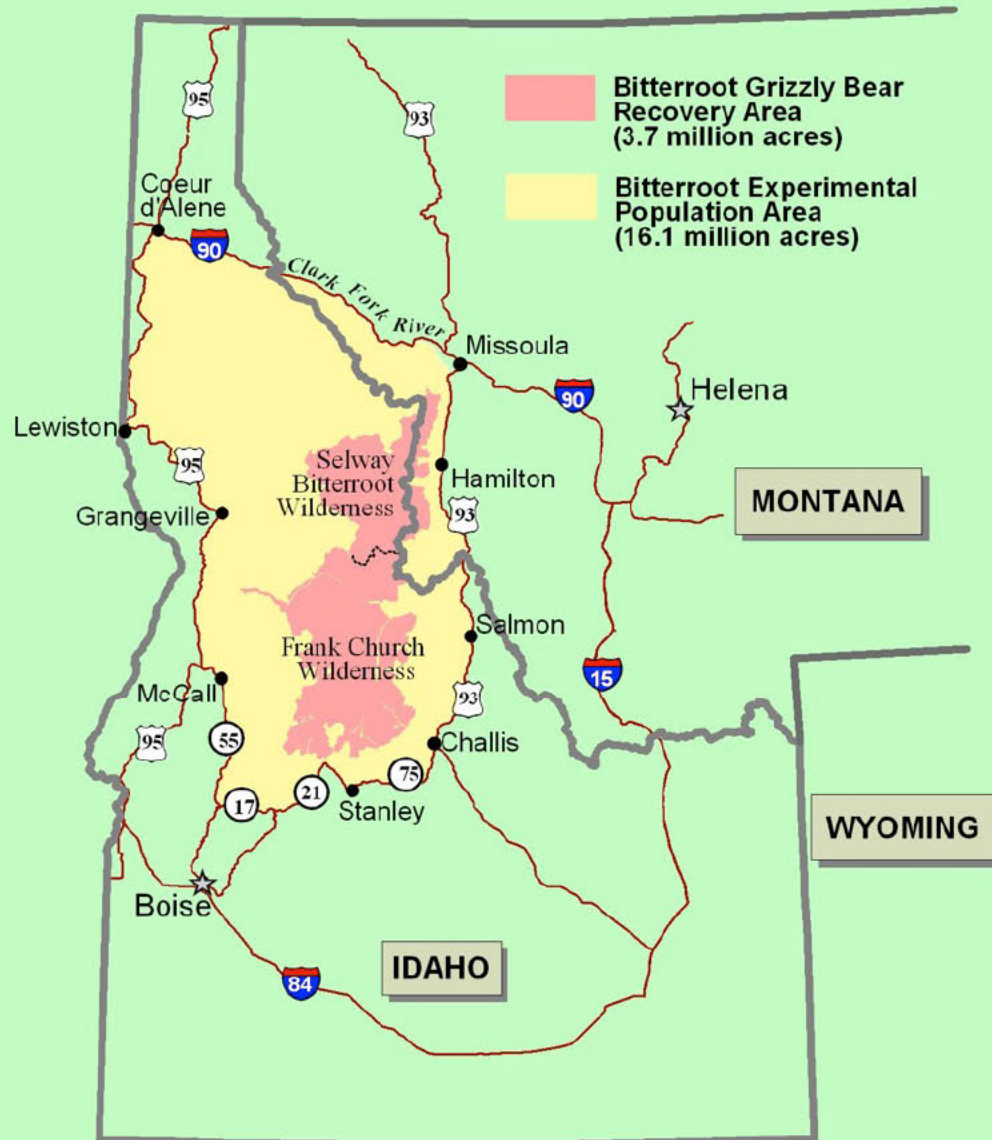 95
93
Bitterroot Grizzly Bear
Recovery Area
(3.7 million acres)
Bitterroot Experimental
Population Area
(16.1 million acres)
Coeur
d'Alene
90
Clark Fork River
Missoula
90
Helena
Lewiston
95
Selway
Bitterroot
Wilderness
Hamilton
MONTANA
Grangeville
93
Frank Church
Wilderness
Salmon
15
McCall
93
95
55
Challis
75
17
21
Stanley
WYOMING
Boise
IDAHO
84